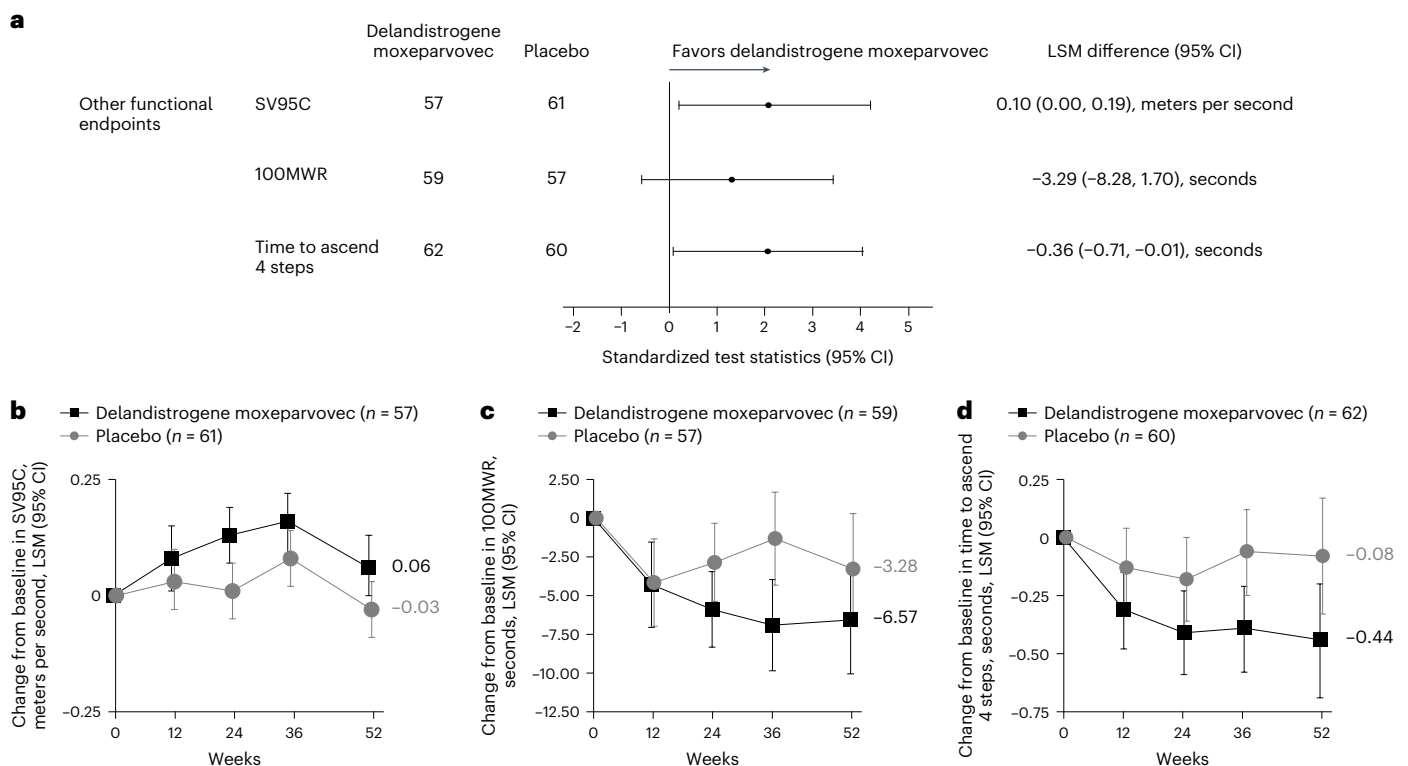 a
Delandistrogene
moxeparvovec
Placebo
Favors delandistrogene moxeparvovec
LSM difference (95% CI)
Other functional
endpoints
SV95C
57
61
0.10 (0.00, 0.19), meters per second
100MWR
59
57
−3.29 (−8.28, 1.70), seconds
Time to ascend
4 steps
62
60
−0.36 (−0.71, −0.01), seconds
−2 −1 0 1 2 3 4 5
Standardized test statistics (95% CI)
b
Delandistrogene moxeparvovec (n = 57)
Placebo (n = 61)
Change from baseline in SV95C,
meters per second, LSM (95% CI)
0.25
0
−0.25
0.06
−0.03
0 12 24 36 52
Weeks
c
Delandistrogene moxeparvovec (n = 59)
Placebo (n = 57)
Change from baseline in 100MWR,
seconds, LSM (95% CI)
2.50
0
−2.50
−5.00
−7.50
−10.00
−12.50
−3.28
−6.57
0 12 24 36 52
Weeks
d
Delandistrogene moxeparvovec (n = 62)
Placebo (n = 60)
Change from baseline in time to ascend
4 steps, seconds, LSM (95% CI)
0.25
0
−0.25
−0.50
−0.75
−0.08
−0.44
0 12 24 36 52
Weeks